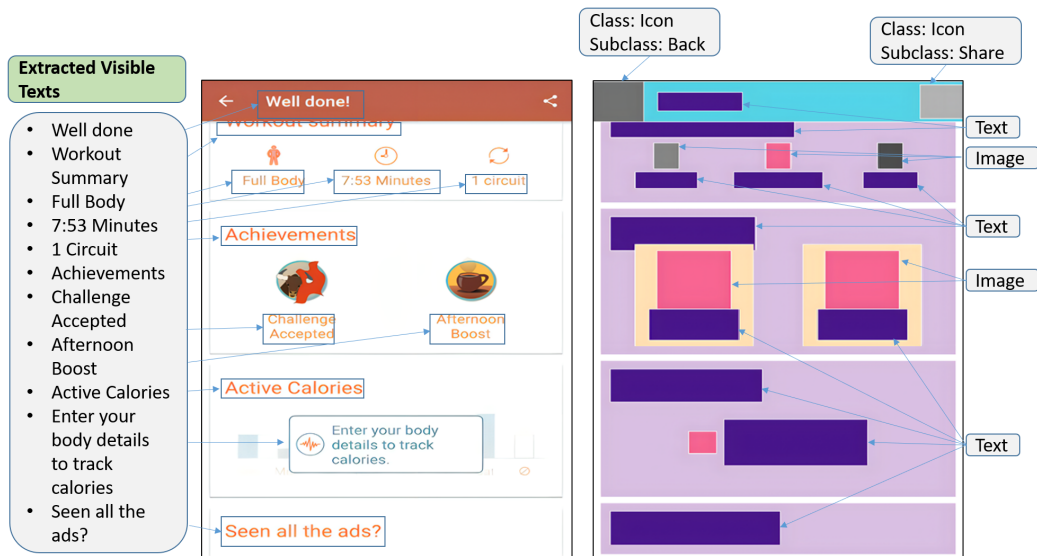 Class: Icon
Subclass: Back
Class: Icon
Subclass: Share
Extracted Visible
Texts
• Well done
• Workout
Summary
• Full Body
• 7:53 Minutes
• 1 Circuit
• Achievements
• Challenge
Accepted
• Afternoon
Boost
• Active Calories
• Enter your
body details
to track
calories
• Seen all the
ads?
Well done!
Workout summary
Full Body
7:53 Minutes
1 circuit
Achievements
Challenge
Accepted
Afternoon
Boost
Active Calories
Enter your body
details to track
calories.
Seen all the ads?
Text
Image
Text
Image
Text